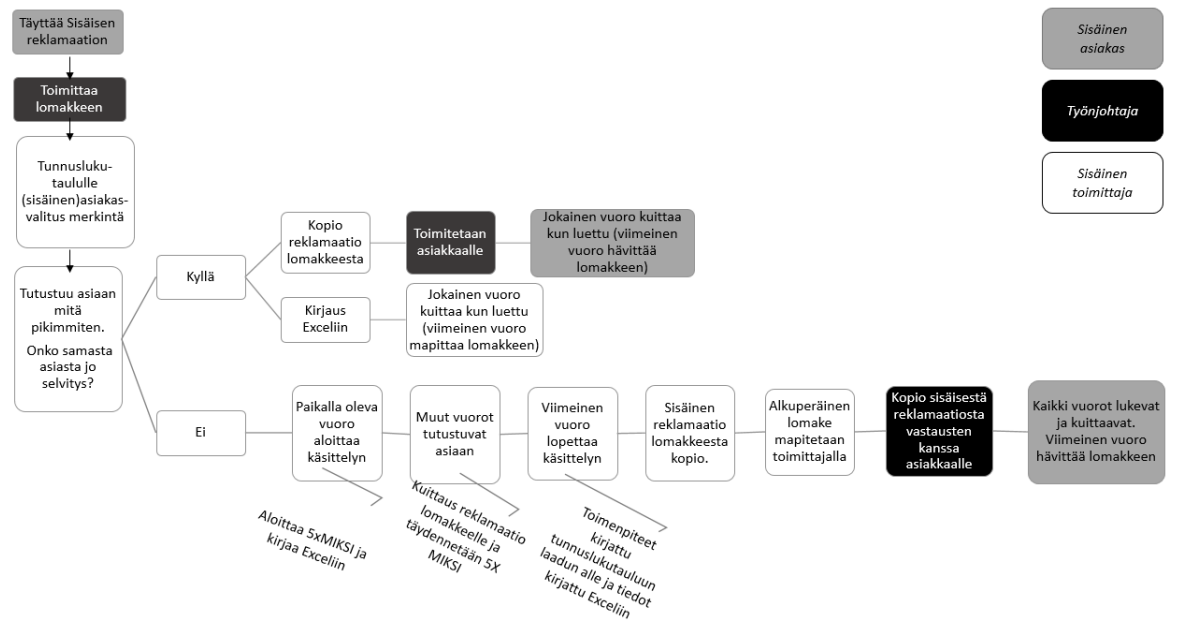 Täyttää Sisäisen
reklamaation
Toimittaa
lomakkeen
Tunnusluku-
taululle
(sisäinen)asiakas-
valitus merkintä
Tutustuu asiaan
mitä
pikimmiten.
Onko samasta
asiasta jo
selvitys?
Kyllä
Kopio
reklamaatio
lomakkeesta
Toimitetaan
asiakkaalle
Jokainen vuoro kuittaa
kun luettu (viimeinen
vuoro hävittää
lomakkeen)
Kirjaus
Exceliin
Jokainen vuoro
kuittaa kun luettu
(viimeinen vuoro
mapittaa lomakkeen)
Ei
Paikalla oleva
vuoro
aloittaa
käsittelyn
Aloittaa 5xMIKSI ja
kirjaa Exceliin
Muut vuorot
tutustuvat
asiaan
Kuittaus reklamaatio
lomakkeelle ja
täydennetään 5X
MIKSI
Viimeinen
vuoro
lopettaa
käsittelyn
Toimenpiteet
kirjattu
tunnuslukutauluun
laadun alle ja tiedot
kirjattu Exceliin
Sisäinen
reklamaatio
lomakkeesta
kopio.
Alkuperäinen
lomake
mapitetaan
toimittajalla
Kopio sisäisestä
reklamaatiosta
vastausten
kanssa
asiakkaalle
Kaikki vuorot lukevat
ja kuittaavat.
Viimeinen vuoro
hävittää lomakkeen
Sisäinen
asiakas
Työnjohtaja
Sisäinen
toimittaja